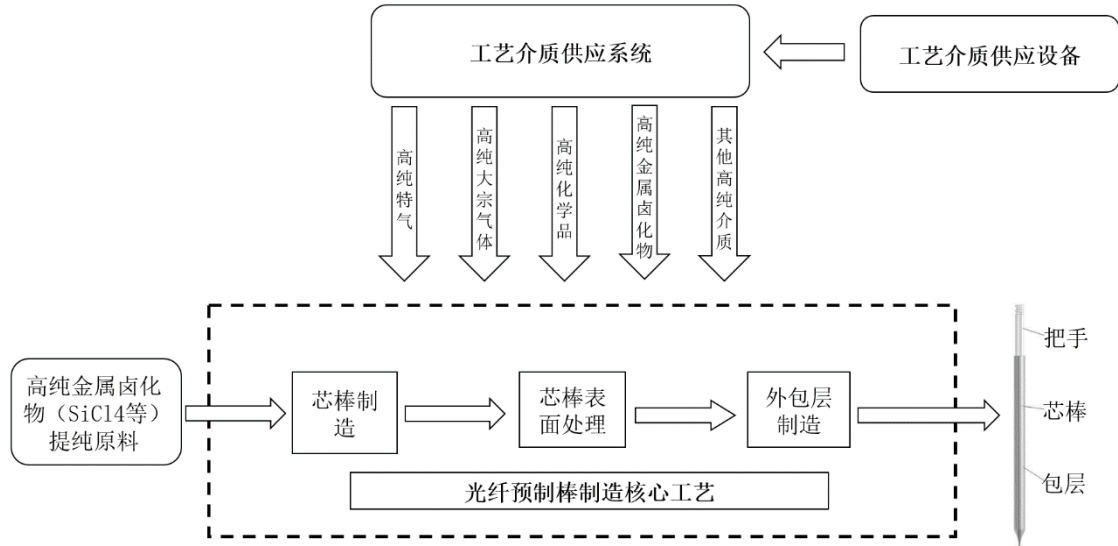 工艺介质供应系统
工艺介质供应设备
高纯特气
高纯大宗气体
高纯化学品
高纯金属卤化物
其他高纯介质
高纯金属卤化
物（SiCl4等）
提纯原料
芯棒制
造
芯棒表
面处理
外包层
制造
光纤预制棒制造核心工艺
把手
芯棒
包层